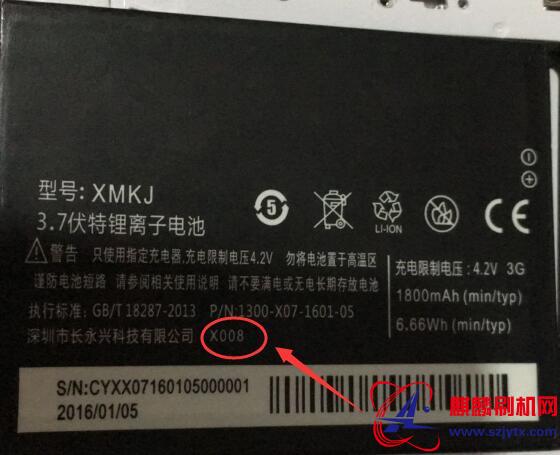 型号: XMKJ
3.7伏特锂离子电池
5
LI-ION
CE
警告 只使用指定充电器,充电限制电压4.2V 勿将电池置于高温区
谨防电池短路 请参阅相关使用说明 请不要满电或无电长期存放电池
执行标准: GB/T 18287-2013 P/N:1300-X07-1601-05
深圳市长永兴科技有限公司 X008
充电限制电压: 4.2V 3G
1800mAh (min/typ)
6.66Wh (min/typ)
S/N:CYXX07160105000001
2016/01/05
麒麟刷机网
www.szjytx.com